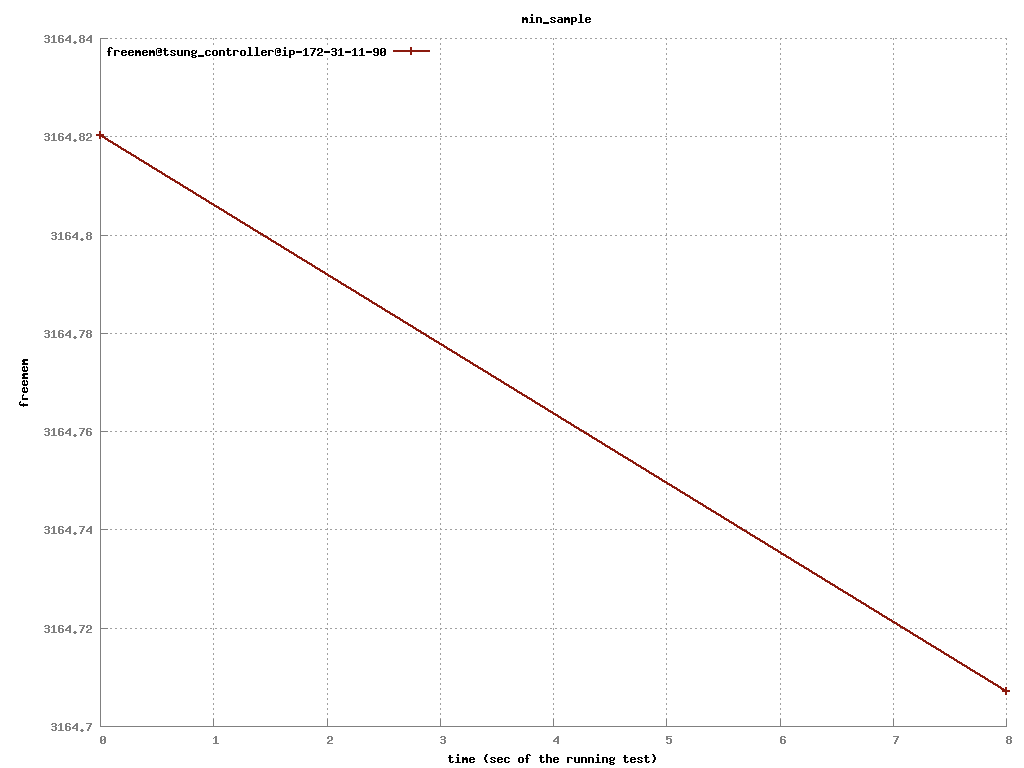 min_sample
3164.84
freemem@tsung_controller@ip-172-31-11-90
3164.82
3164.8
3164.78
freemem
3164.76
3164.74
3164.72
3164.7
0 1 2 3 4 5 6 7 8
time (sec of the running test)